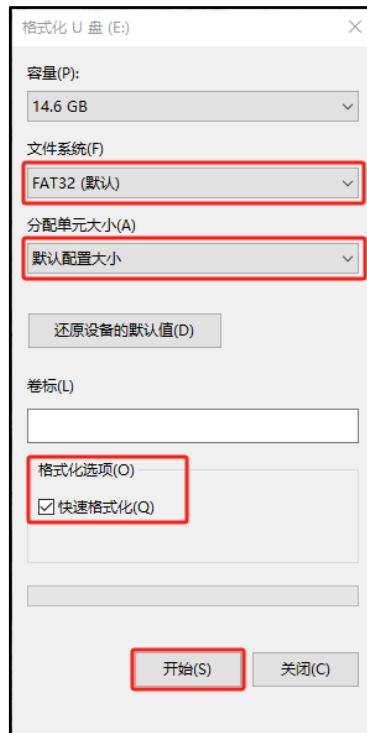 格式化 U 盘 (E:)
容量(P):
14.6 GB
文件系统(F)
FAT32 (默认)
分配单元大小(A)
默认配置大小
还原设备的默认值(D)
卷标(L)
格式化选项(O)
快速格式化(Q)
开始(S)
关闭(C)